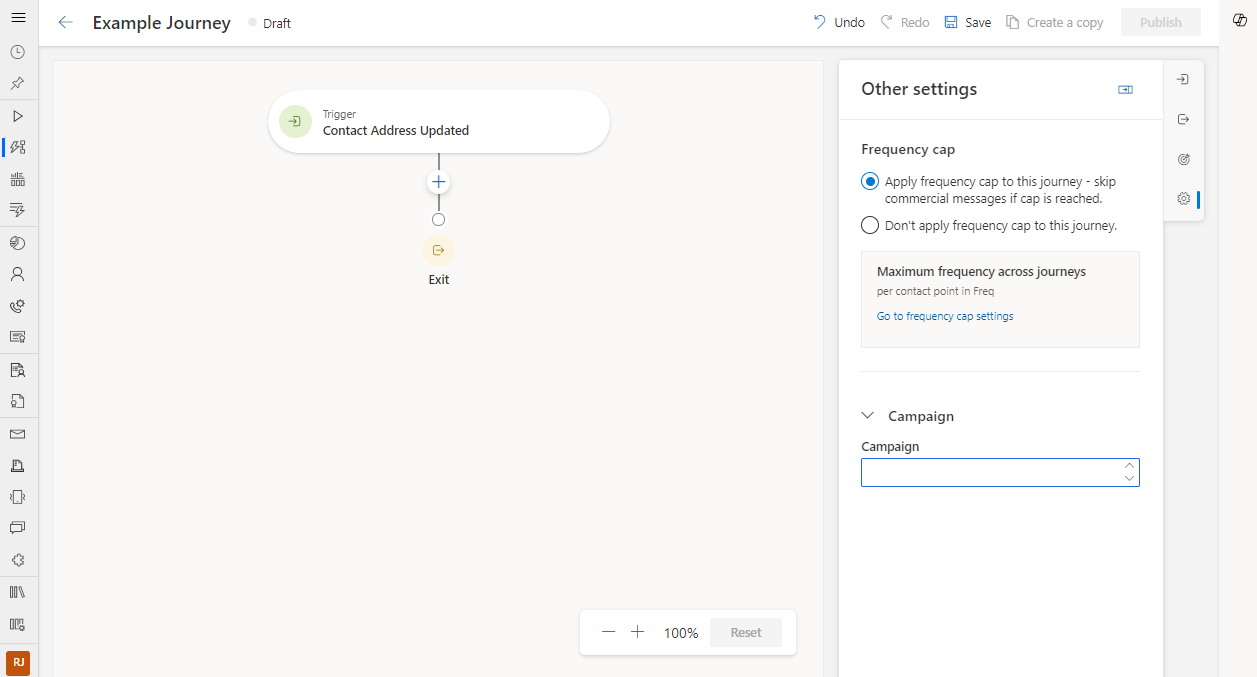 Example Journey
Draft
Undo
Redo
Save
Create a copy
Publish
Trigger
Contact Address Updated
Exit
100%
Reset
Other settings
Frequency cap
Apply frequency cap to this journey - skip
commercial messages if cap is reached.
Don't apply frequency cap to this journey.
Maximum frequency across journeys
per contact point in Freq
Go to frequency cap settings
Campaign
Campaign
RJ